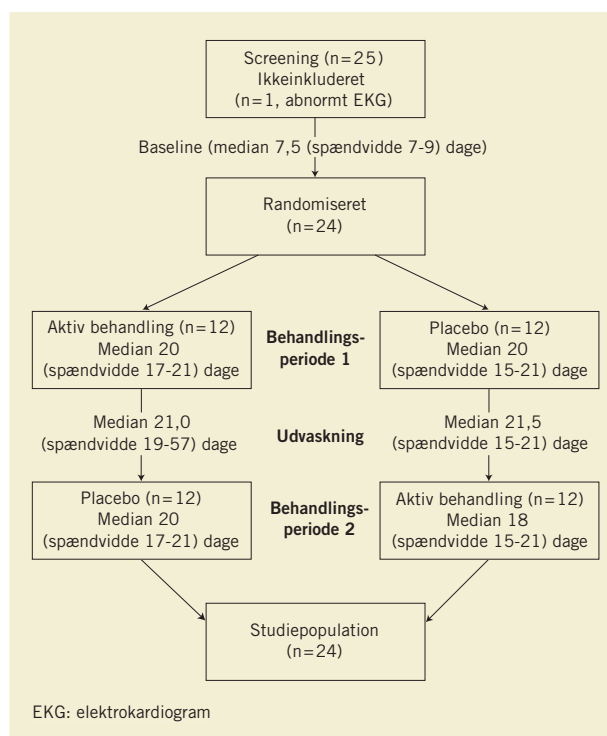 Screening (n=25)
Ikkeinkluderet
(n=1, abnormt EKG)
Baseline (median 7,5 (spændvidde 7-9) dage)
Randomiseret
(n=24)
Aktiv behandling (n=12)
Median 20
(spændvidde 17-21) dage
Behandlings-
periode 1
Placebo (n=12)
Median 20
(spændvidde 15-21) dage
Median 21,0
(spændvidde 19-57) dage
Udvaskning
Median 21,5
(spændvidde 15-21) dage
Placebo (n=12)
Median 20
(spændvidde 17-21) dage
Behandlings-
periode 2
Aktiv behandling (n=12)
Median 18
(spændvidde 15-21) dage
Studiepopulation
(n=24)
EKG: elektrokardiogram